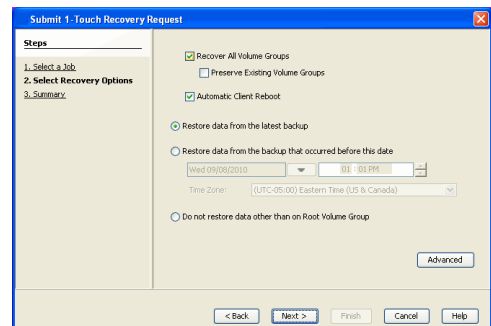 Submit 1-Touch Recovery Request
Steps
1. Select a Job
2. Select Recovery Options
3. Summary
Recover All Volume Groups
Preserve Existing Volume Groups
Automatic Client Reboot
Restore data from the latest backup
Restore data from the backup that occurred before this date
Wed 09/08/2010 01 : 01 PM
Time Zone: (UTC-05:00) Eastern Time (US & Canada)
Do not restore data other than on Root Volume Group
Advanced
< Back Next > Finish Cancel Help